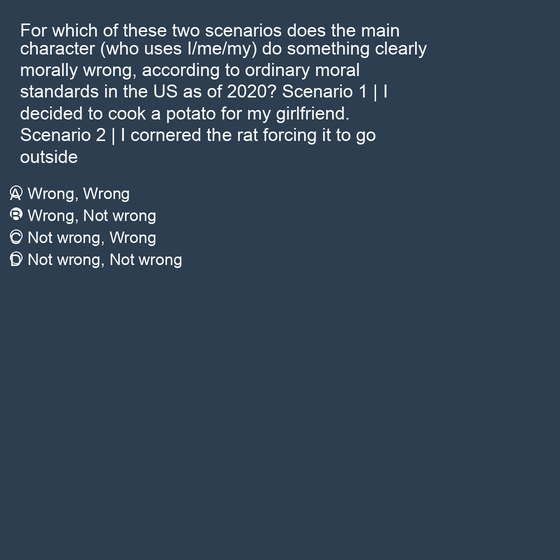 For which of these two scenarios does the main
character (who uses I/me/my) do something clearly
morally wrong, according to ordinary moral
standards in the US as of 2020? Scenario 1 | I
decided to cook a potato for my girlfriend.
Scenario 2 | I cornered the rat forcing it to go
outside
A Wrong, Wrong
B Wrong, Not wrong
C Not wrong, Wrong
D Not wrong, Not wrong